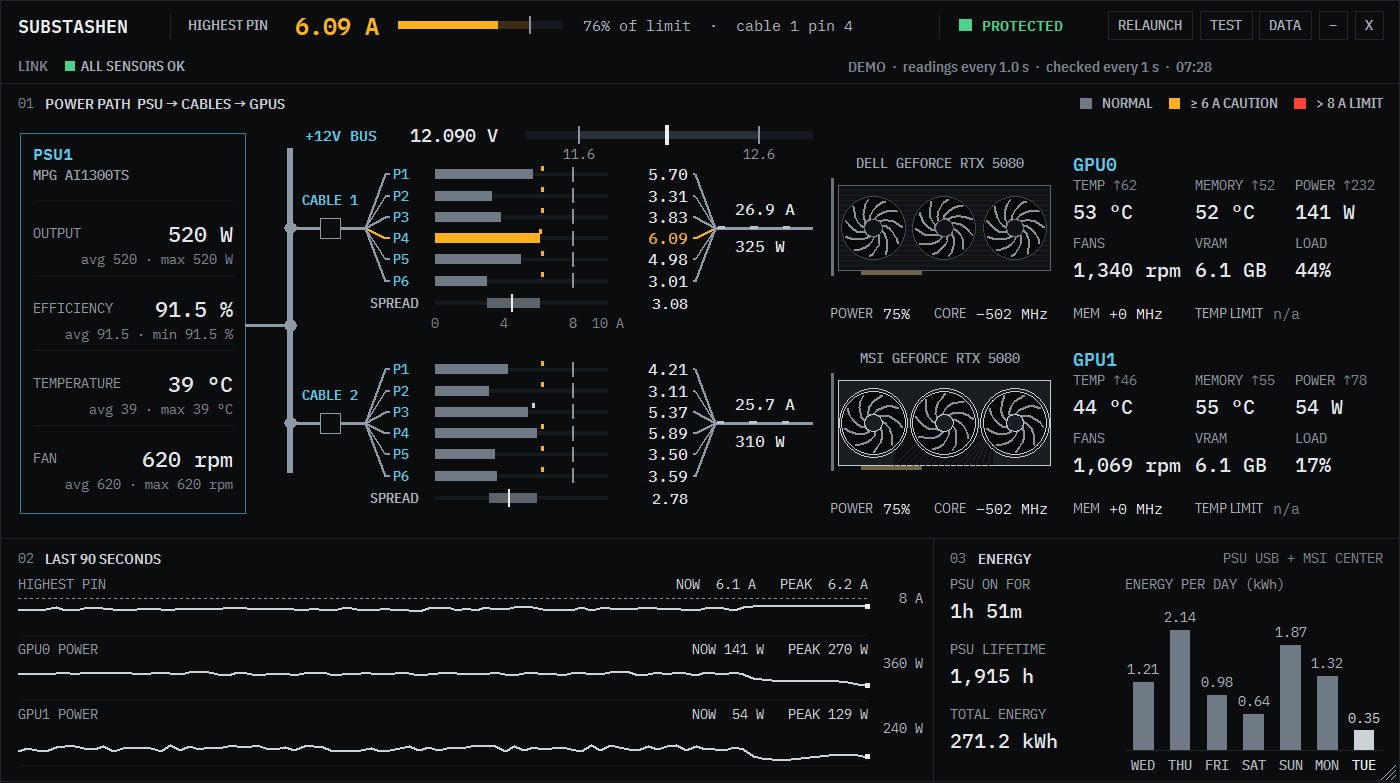 SUBSTASHEN HIGHEST PIN 6.09 A 76% of limit · cable 1 pin 4 PROTECTED RELAUNCH TEST DATA − X
LINK ALL SENSORS OK DEMO · readings every 1.0 s · checked every 1 s · 07:28
01 POWER PATH PSU → CABLES → GPUS NORMAL ≥ 6 A CAUTION > 8 A LIMIT
PSU1
MPG AI1300TS
OUTPUT 520 W
avg 520 · max 520 W
EFFICIENCY 91.5 %
avg 91.5 · min 91.5 %
TEMPERATURE 39 °C
avg 39 · max 39 °C
FAN 620 rpm
avg 620 · max 620 rpm
+12V BUS 12.090 V
11.6 12.6
CABLE 1
P1 5.70
P2 3.31
P3 3.83
P4 6.09
P5 4.98
P6 3.01
SPREAD 3.08
0 4 8 10 A
26.9 A
325 W
CABLE 2
P1 4.21
P2 3.11
P3 5.37
P4 5.89
P5 3.50
P6 3.59
SPREAD 2.78
25.7 A
310 W
DELL GEFORCE RTX 5080
GPU0
TEMP ↑62 MEMORY ↑52 POWER ↑232
53 °C 52 °C 141 W
FANS VRAM LOAD
1,340 rpm 6.1 GB 44%
POWER 75% CORE −502 MHz MEM +0 MHz TEMP LIMIT n/a
MSI GEFORCE RTX 5080
GPU1
TEMP ↑46 MEMORY ↑55 POWER ↑78
44 °C 55 °C 54 W
FANS VRAM LOAD
1,069 rpm 6.1 GB 17%
POWER 75% CORE −502 MHz MEM +0 MHz TEMP LIMIT n/a
02 LAST 90 SECONDS
HIGHEST PIN NOW 6.1 A PEAK 6.2 A
8 A
GPU0 POWER NOW 141 W PEAK 270 W
360 W
GPU1 POWER NOW 54 W PEAK 129 W
240 W
03 ENERGY PSU USB + MSI CENTER
PSU ON FOR
1h 51m
PSU LIFETIME
1,915 h
TOTAL ENERGY
271.2 kWh
ENERGY PER DAY (kWh)
1.21 2.14 0.98 0.64 1.87 1.32 0.35
WED THU FRI SAT SUN MON TUE